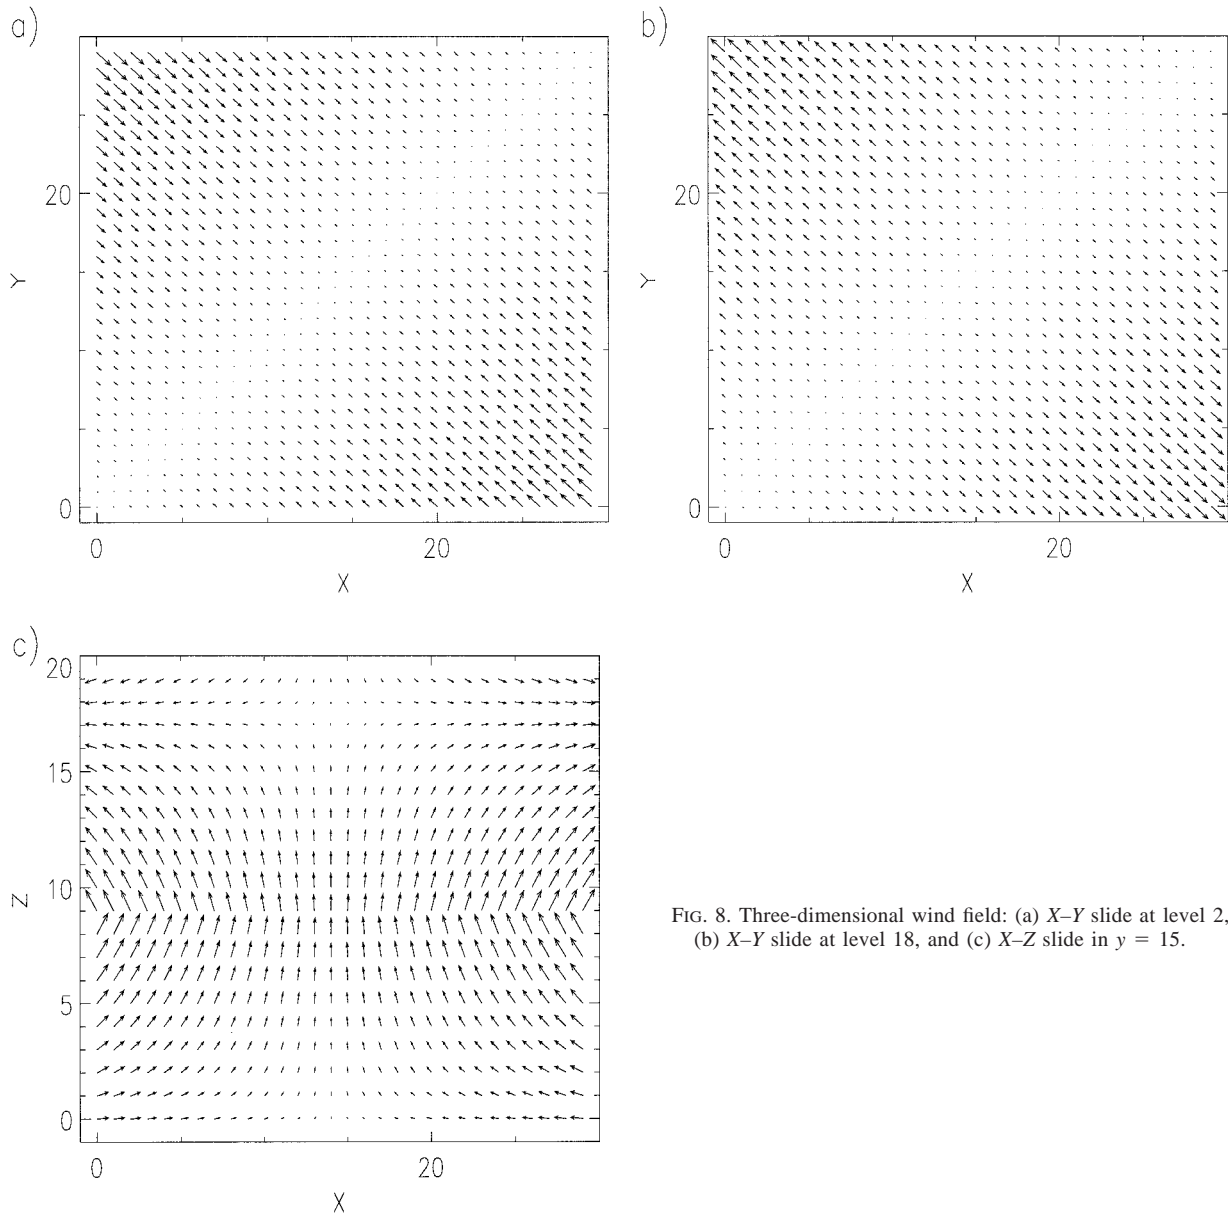 a)
20
0
Y
0
20
X
b)
20
0
Y
0
20
X
c)
20
15
10
5
0
Z
0
20
X
FIG. 8. Three-dimensional wind field: (a) X–Y slide at level 2,
(b) X–Y slide at level 18, and (c) X–Z slide in y = 15.